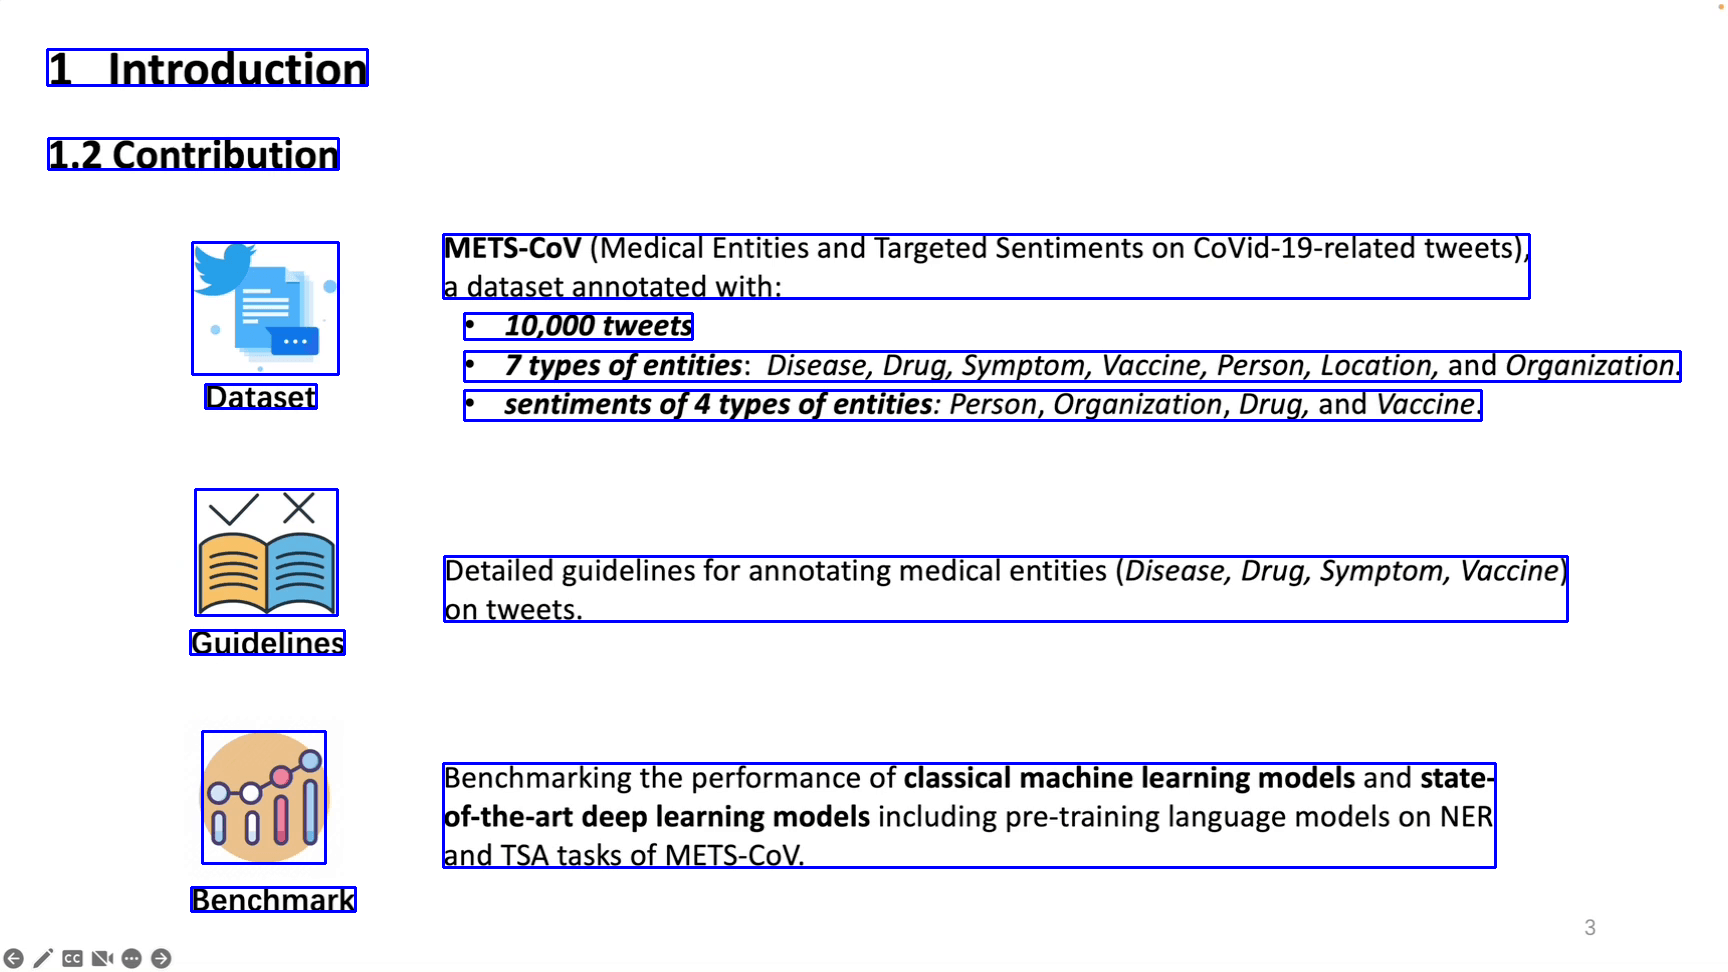 1 Introduction
1.2 Contribution
METS-CoV (Medical Entities and Targeted Sentiments on CoVid-19-related tweets),
a dataset annotated with:
• 10,000 tweets
• 7 types of entities: Disease, Drug, Symptom, Vaccine, Person, Location, and Organization.
• sentiments of 4 types of entities: Person, Organization, Drug, and Vaccine.
Dataset
Detailed guidelines for annotating medical entities (Disease, Drug, Symptom, Vaccine)
on tweets.
Guidelines
Benchmarking the performance of classical machine learning models and state-
of-the-art deep learning models including pre-training language models on NER
and TSA tasks of METS-CoV.
Benchmark
3
CC